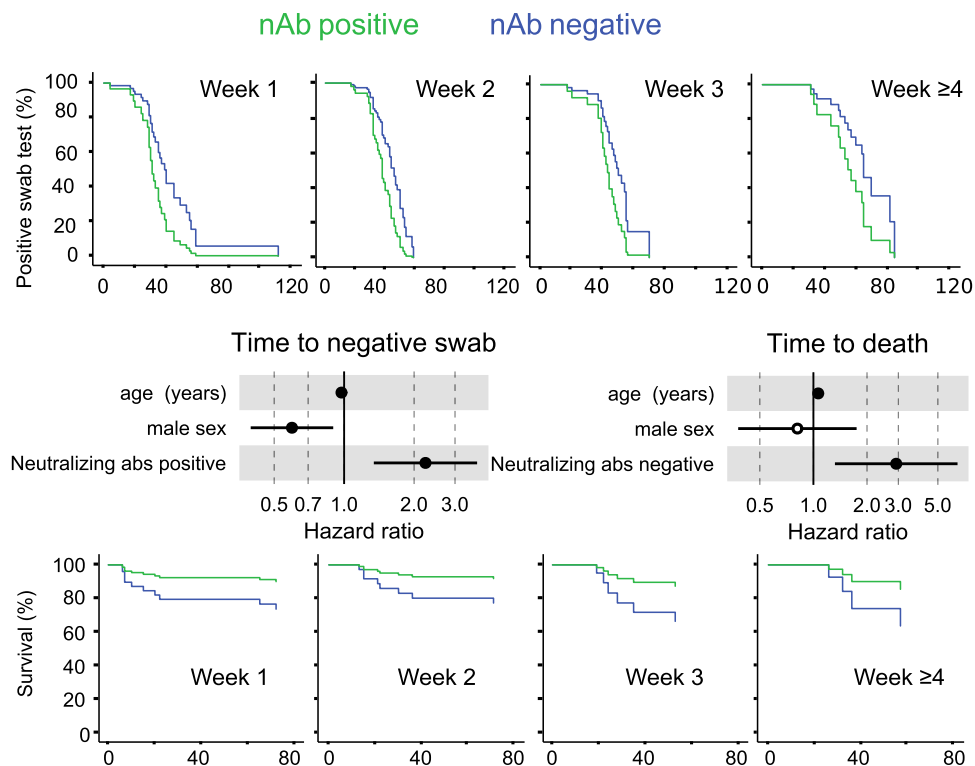 nAb positive nAb negative
Positive swab test (%)
100 80 60 40 20 0
Week 1 Week 2 Week 3 Week ≥4
0 40 80 120 0 40 80 120 0 40 80 120 0 40 80 120
Time to negative swab
age (years)
male sex
Neutralizing abs positive
0.5 0.7 1.0 2.0 3.0
Hazard ratio
Time to death
age (years)
male sex
Neutralizing abs negative
0.5 1.0 2.0 3.0 5.0
Hazard ratio
Survival (%)
100 80 60 40 20 0
Week 1 Week 2 Week 3 Week ≥4
0 40 80 0 40 80 0 40 80 0 40 80